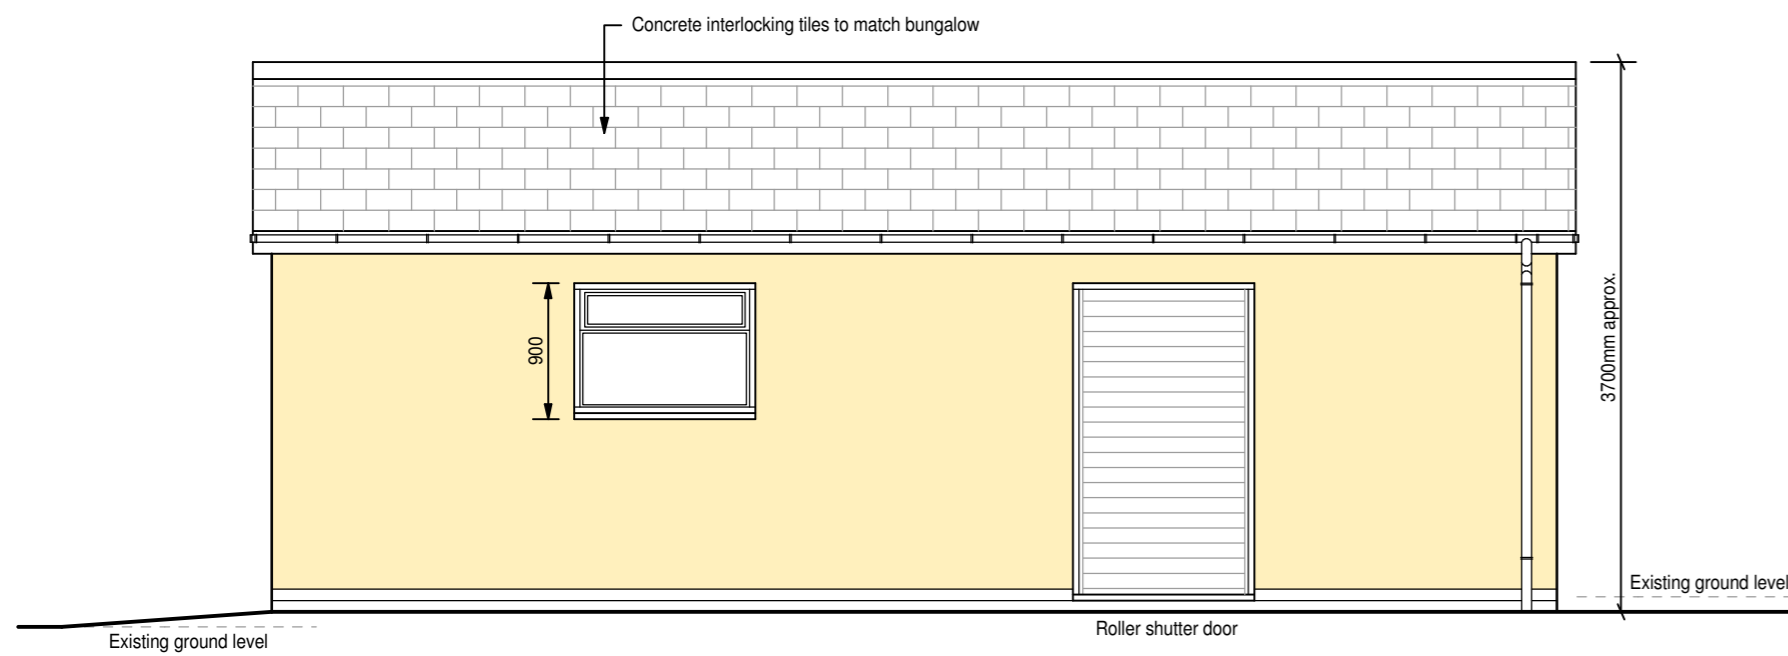 Concrete interlocking tiles to match bungalow
900
3700mm approx.
Existing ground level
Roller shutter door
Existing ground level